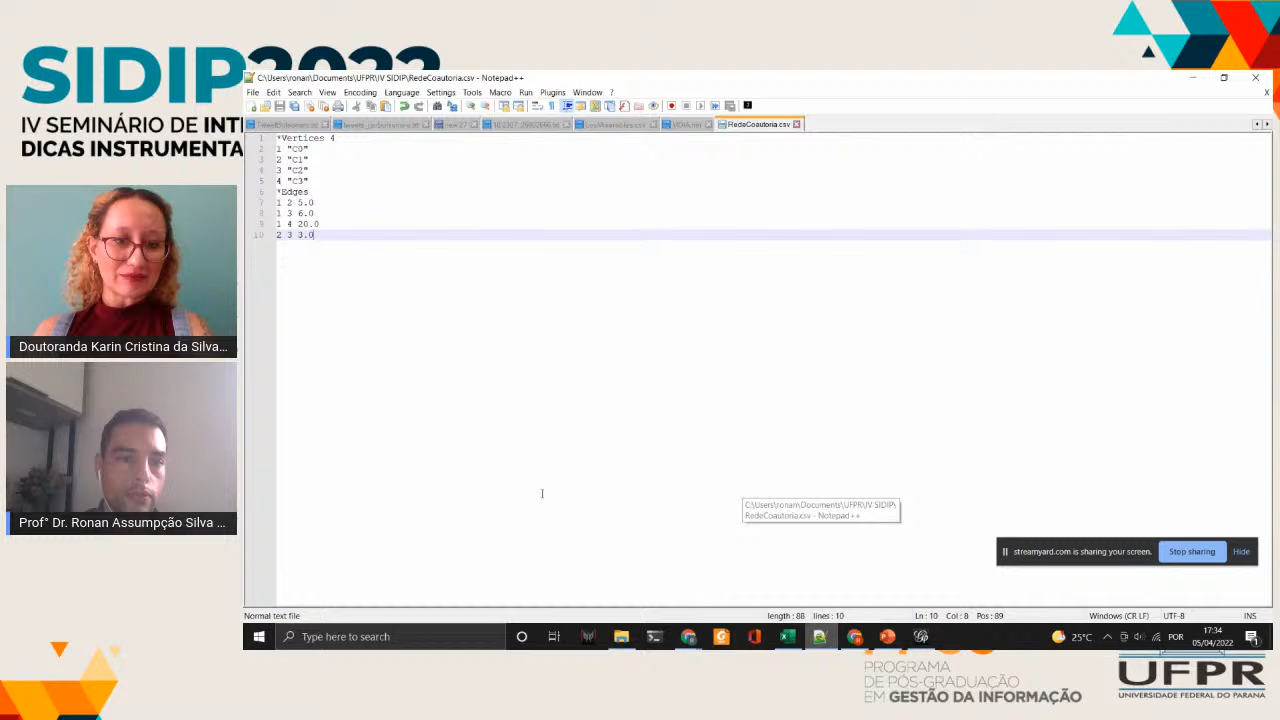 SIDIP2022
IV SEMINÁRIO DE INT
DICAS INSTRUMENTA
C:\Users\ronan\Documents\UFPR\IV SIDIP\RedeCoautoria.csv - Notepad++
File Edit Search View Encoding Language Settings Tools Macro Run Plugins Window ?
X
new 27
RedeCoautoria.csv
1 *Vertices 4
2 1 "C0"
3 2 "C1"
4 3 "C2"
5 4 "C3"
6 *Edges
7 1 2 5.0
8 1 3 6.0
9 1 4 20.0
10 2 3 3.0
Doutoranda Karin Cristina da Silva...
Profº Dr. Ronan Assumpção Silva ...
C:\Users\ronan\Documents\UFPR\IV SIDIP\
RedeCoautoria.csv - Notepad++
streamyard.com is sharing your screen.
Stop sharing
Hide
Normal text file
length : 88 lines : 10
Ln : 10 Col : 8 Pos : 89
Windows (CR LF)
UTF-8
INS
Type here to search
25°C
POR
17:34
05/04/2022
PROGRAMA
DE PÓS-GRADUAÇÃO
EM GESTÃO DA INFORMAÇÃO
UFPR
UNIVERSIDADE FEDERAL DO PARANÁ